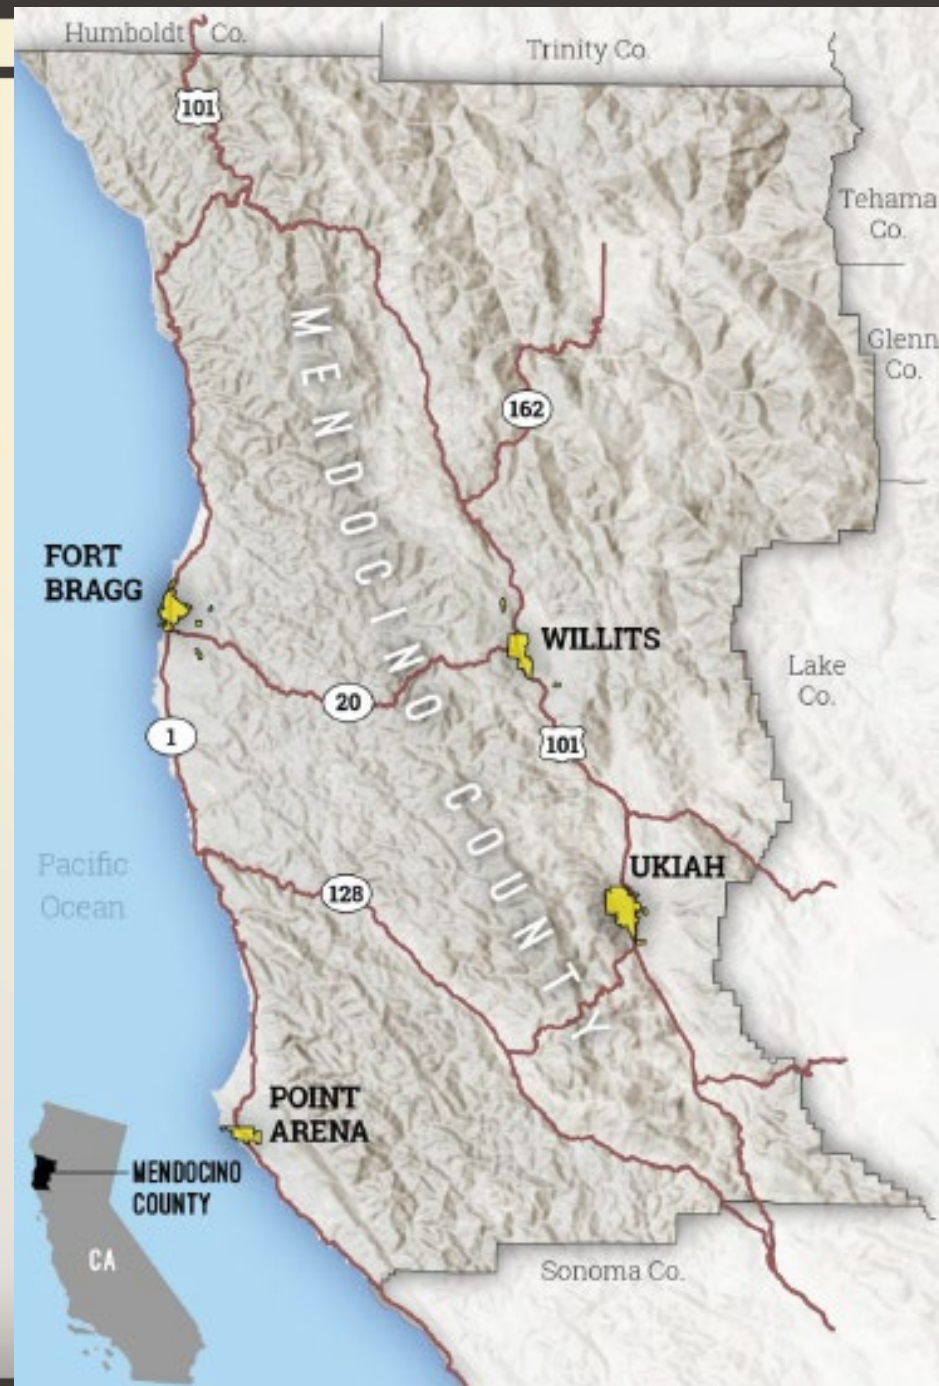 Humboldt Co.
Trinity Co.
101
Tehama
Co.
Glenn
Co.
162
MENDOCINO COUNTY
FORT
BRAGG
WILLITS
Lake
Co.
20
1
101
Pacific
Ocean
UKIAH
128
POINT
ARENA
MENDOCINO
COUNTY
CA
Sonoma Co.